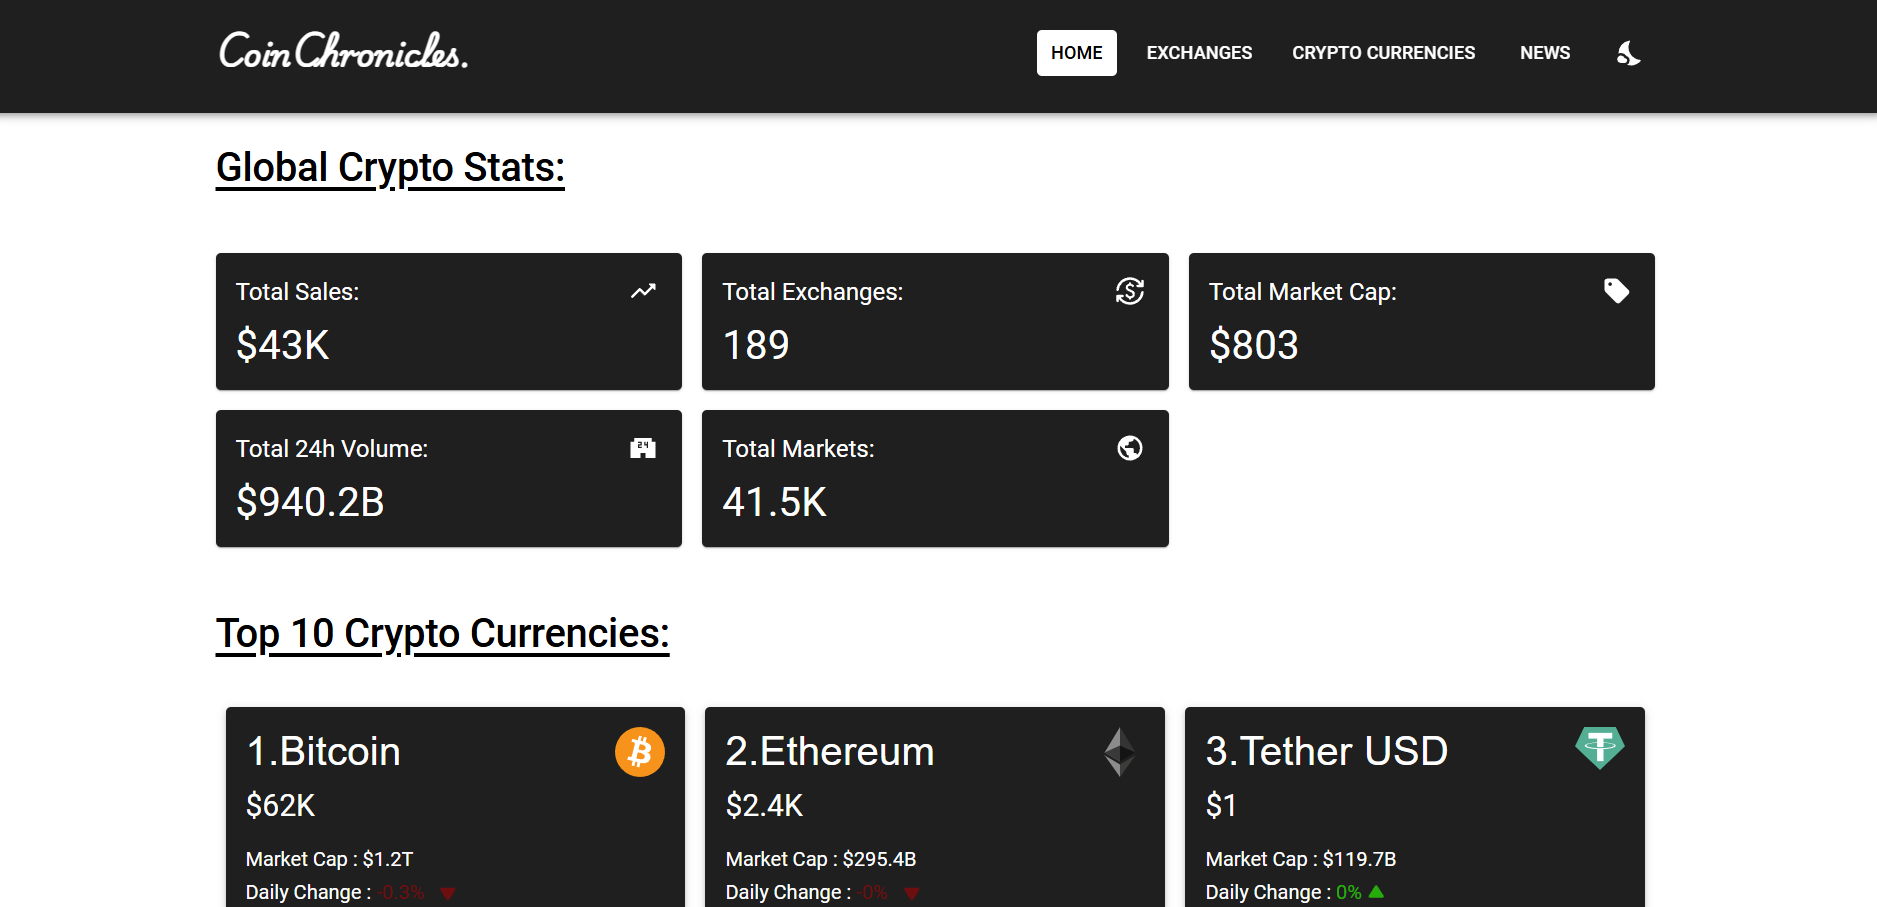 Coin Chronicles.
HOME EXCHANGES CRYPTO CURRENCIES NEWS
Global Crypto Stats:
Total Sales:
$43K
Total Exchanges:
189
Total Market Cap:
$803
Total 24h Volume:
24
$940.2B
Total Markets:
41.5K
Top 10 Crypto Currencies:
1.Bitcoin
$62K
Market Cap : $1.2T
Daily Change : -0.3%
2.Ethereum
$2.4K
Market Cap : $295.4B
Daily Change : -0%
3.Tether USD
$1
Market Cap : $119.7B
Daily Change : 0%